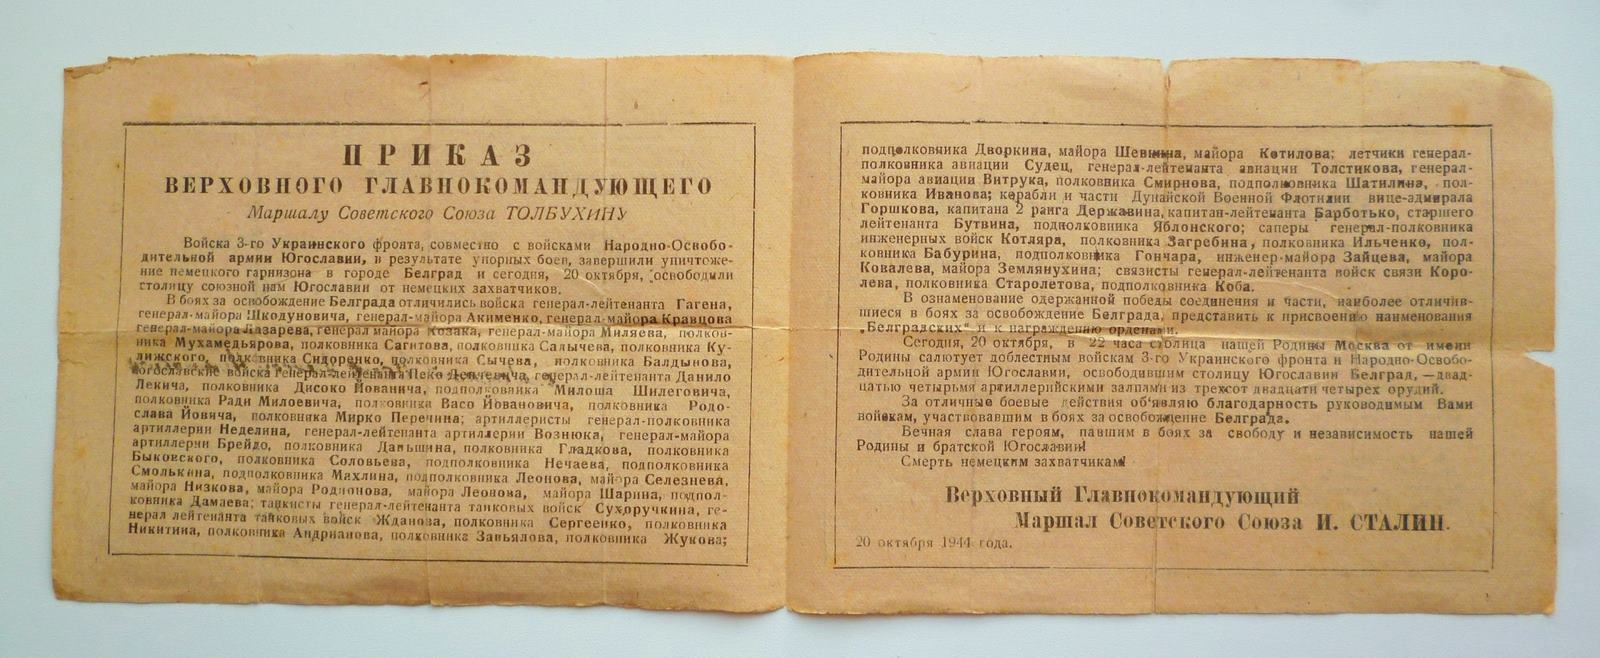 ПРИКАЗ
ВЕРХОВНОГО ГЛАВНОКОМАНДУЮЩЕГО
Маршалу Советского Союза ТОЛБУХИНУ
Войска 3-го Украинского фронта, совместно с войсками Народно-Освобо-
дительной армии Югославии, в результате упорных боев, завершили уничтоже-
ние немецкого гарнизона в городе Белград и сегодня, 20 октября, освободили
столицу союзной нам Югославии от немецких захватчиков.
В боях за освобождение Белграда отличились войска генерал-лейтенанта Гагена,
генерал-майора Шкодуновича, генерал-майора Акименко, генерал-майора Кравцова
генерал-майора Лазарева, генерал майора Козака, генерал-майора Миляева, полков-
ника Мухамедьярова, полковника Сагитова, полковника Салычева, полковника Ку-
лижского, полковника Сидоренко, полковника Сычева, полковника Балдынова,
югославские войска генерал-лейтенанта Пеко Дапчевича, генерал-лейтенанта Данило
Лекича, полковника Дисоко Йованича, подполковника Милоша Шилеговича,
полковника Ради Милоевича, полковника Васо Йовановича, полковника Родо-
слава Йовича, полковника Мирко Перечина; артиллеристы генерал-полковника
артиллерии Неделина, генерал-лейтенанта артиллерии Вознюка, генерал-майора
артиллерии Брейдо, полковника Даньшина, полковника Гладкова, полковника
Быковского, полковника Соловьева, подполковника Нечаева, подполковника
Смолькина, подполковника Махлина, подполковника Леонова, майора Селезнева,
майора Низкова, майора Родионова, майора Леонова, майора Шарина, подпол-
ковника Дамаева; танкисты генерал-лейтенанта танковых войск Сухоручкина, ге-
нерал лейтенанта танковых войск Жданова, полковника Сергеенко, полковника
Никитина, полковника Андрианова, полковника Завьялова, полковника Жукова;
подполковника Дворкина, майора Шевкина, майора Котилова; летчики генерал-
полковника авиации Судец, генерал-лейтенанта авиации Толстикова, генерал-
майора авиации Витрука, полковника Смирнова, подполковника Шатилина, пол-
ковника Иванова; корабли и части Дунайской Военной Флотилии вице-адмирала
Горшкова, капитана 2 ранга Державина, капитан-лейтенанта Барботько, старшего
лейтенанта Бутвина, подполковника Яблонского; саперы генерал-полковника
инженерных войск Котляра, полковника Загребина, полковника Ильченко, пол-
ковника Бабурина, подполковника Гончара, инженер-майора Зайцева, майора
Ковалева, майора Землянухина; связисты генерал-лейтенанта войск связи Коро-
лева, полковника Старолетова, подполковника Коба.
В ознаменование одержанной победы соединения и части, наиболее отличив-
шиеся в боях за освобождение Белграда, представить к присвоению наименования
„Белградских" и к награждению орденами.
Сегодня, 20 октября, в 22 часа столица нашей Родины Москва от имени
Родины салютует доблестным войскам 3-го Украинского фронта и Народно-Освобо-
дительной армии Югославии, освободившим столицу Югославии Белград, —двад-
цатью четырьмя артиллерийскими залпами из трехсот двадцати четырех орудий.
За отличные боевые действия об'являю благодарность руководимым Вами
войскам, участвовавшим в боях за освобождение Белграда.
Вечная слава героям, павшим в боях за свободу и независимость нашей
Родины и братской Югославии!
Смерть немецким захватчикам!
Верховный Главнокомандующий
Маршал Советского Союза И. СТАЛИН.
20 октября 1944 года.